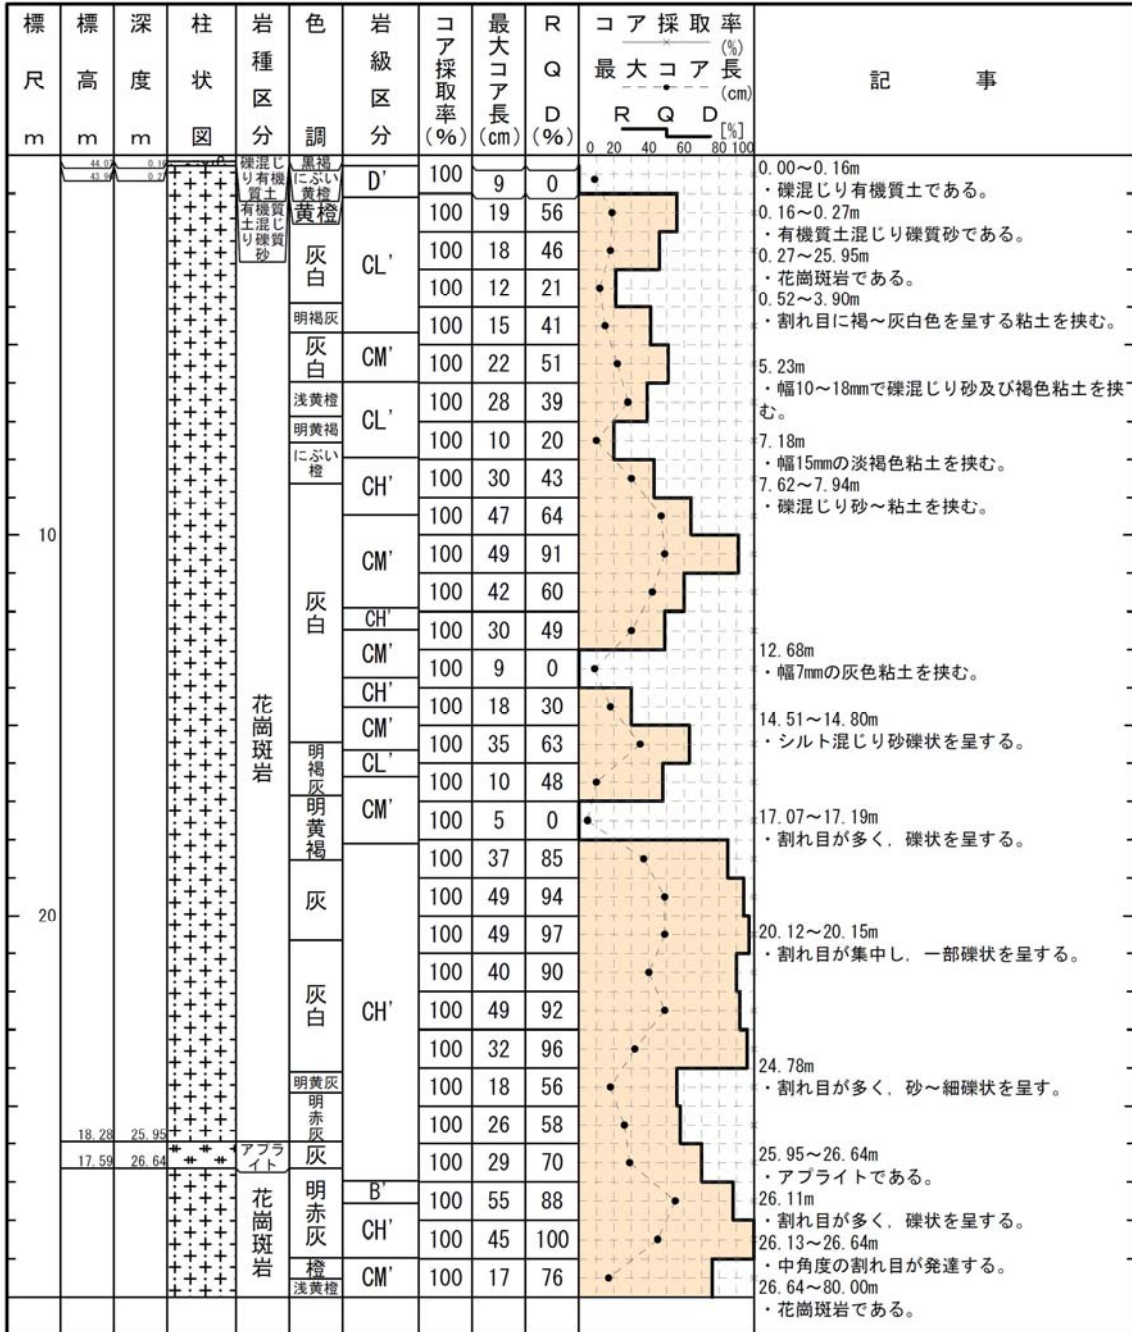 標尺 m
標高 m
深度 m
柱状図
岩種区分
色調
岩級区分
コア採取率(%)
最大コア長(cm)
RQD(%)
コア採取率
(%)
最大コア長
(cm)
RQD
[%]
0 20 40 60 80 100
記事
44.07 0.16
43.96 0.27
10
20
18.28 25.95
17.59 26.64
礫混じり有機質土
有機質土混じり礫質砂
花崗斑岩
アプライト
花崗斑岩
黒褐
にぶい黄橙
黄橙
灰白
明褐灰
灰白
浅黄橙
明黄褐
にぶい橙
灰白
明褐灰
明黄褐
灰
灰白
明黄灰
明赤灰
灰
明赤灰
橙
浅黄橙
D'
CL'
CM'
CL'
CH'
CM'
CH'
CM'
CH'
CM'
CL'
CM'
CH'
B'
CH'
CM'
100 9 0
100 19 56
100 18 46
100 12 21
100 15 41
100 22 51
100 28 39
100 10 20
100 30 43
100 47 64
100 49 91
100 42 60
100 30 49
100 9 0
100 18 30
100 35 63
100 10 48
100 5 0
100 37 85
100 49 94
100 49 97
100 40 90
100 49 92
100 32 96
100 18 56
100 26 58
100 29 70
100 55 88
100 45 100
100 17 76
0.00～0.16m
・礫混じり有機質土である。
0.16～0.27m
・有機質土混じり礫質砂である。
0.27～25.95m
・花崗斑岩である。
0.52～3.90m
・割れ目に褐～灰白色を呈する粘土を挟む。
5.23m
・幅10～18mmで礫混じり砂及び褐色粘土を挟
む。
7.18m
・幅15mmの淡褐色粘土を挟む。
7.62～7.94m
・礫混じり砂～粘土を挟む。
12.68m
・幅7mmの灰色粘土を挟む。
14.51～14.80m
・シルト混じり砂礫状を呈する。
17.07～17.19m
・割れ目が多く，礫状を呈する。
20.12～20.15m
・割れ目が集中し，一部礫状を呈する。
24.78m
・割れ目が多く，砂～細礫状を呈す。
25.95～26.64m
・アプライトである。
26.11m
・割れ目が多く，礫状を呈する。
26.13～26.64m
・中角度の割れ目が発達する。
26.64～80.00m
・花崗斑岩である。